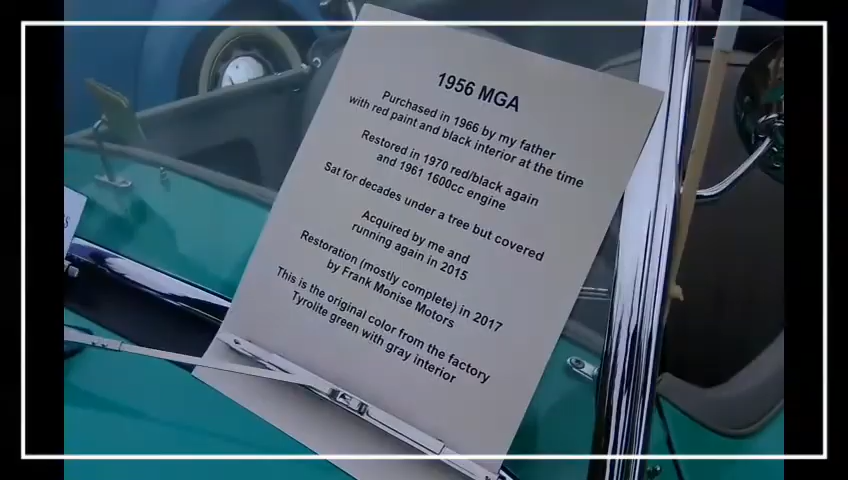 1956 MGA
Purchased in 1966 by my father
with red paint and black interior at the time
Restored in 1970 red/black again
and 1961 1600cc engine
Sat for decades under a tree but covered
Acquired by me and
running again in 2015
Restoration (mostly complete) in 2017
by Frank Monise Motors
This is the original color from the factory
Tyrolite green with gray interior